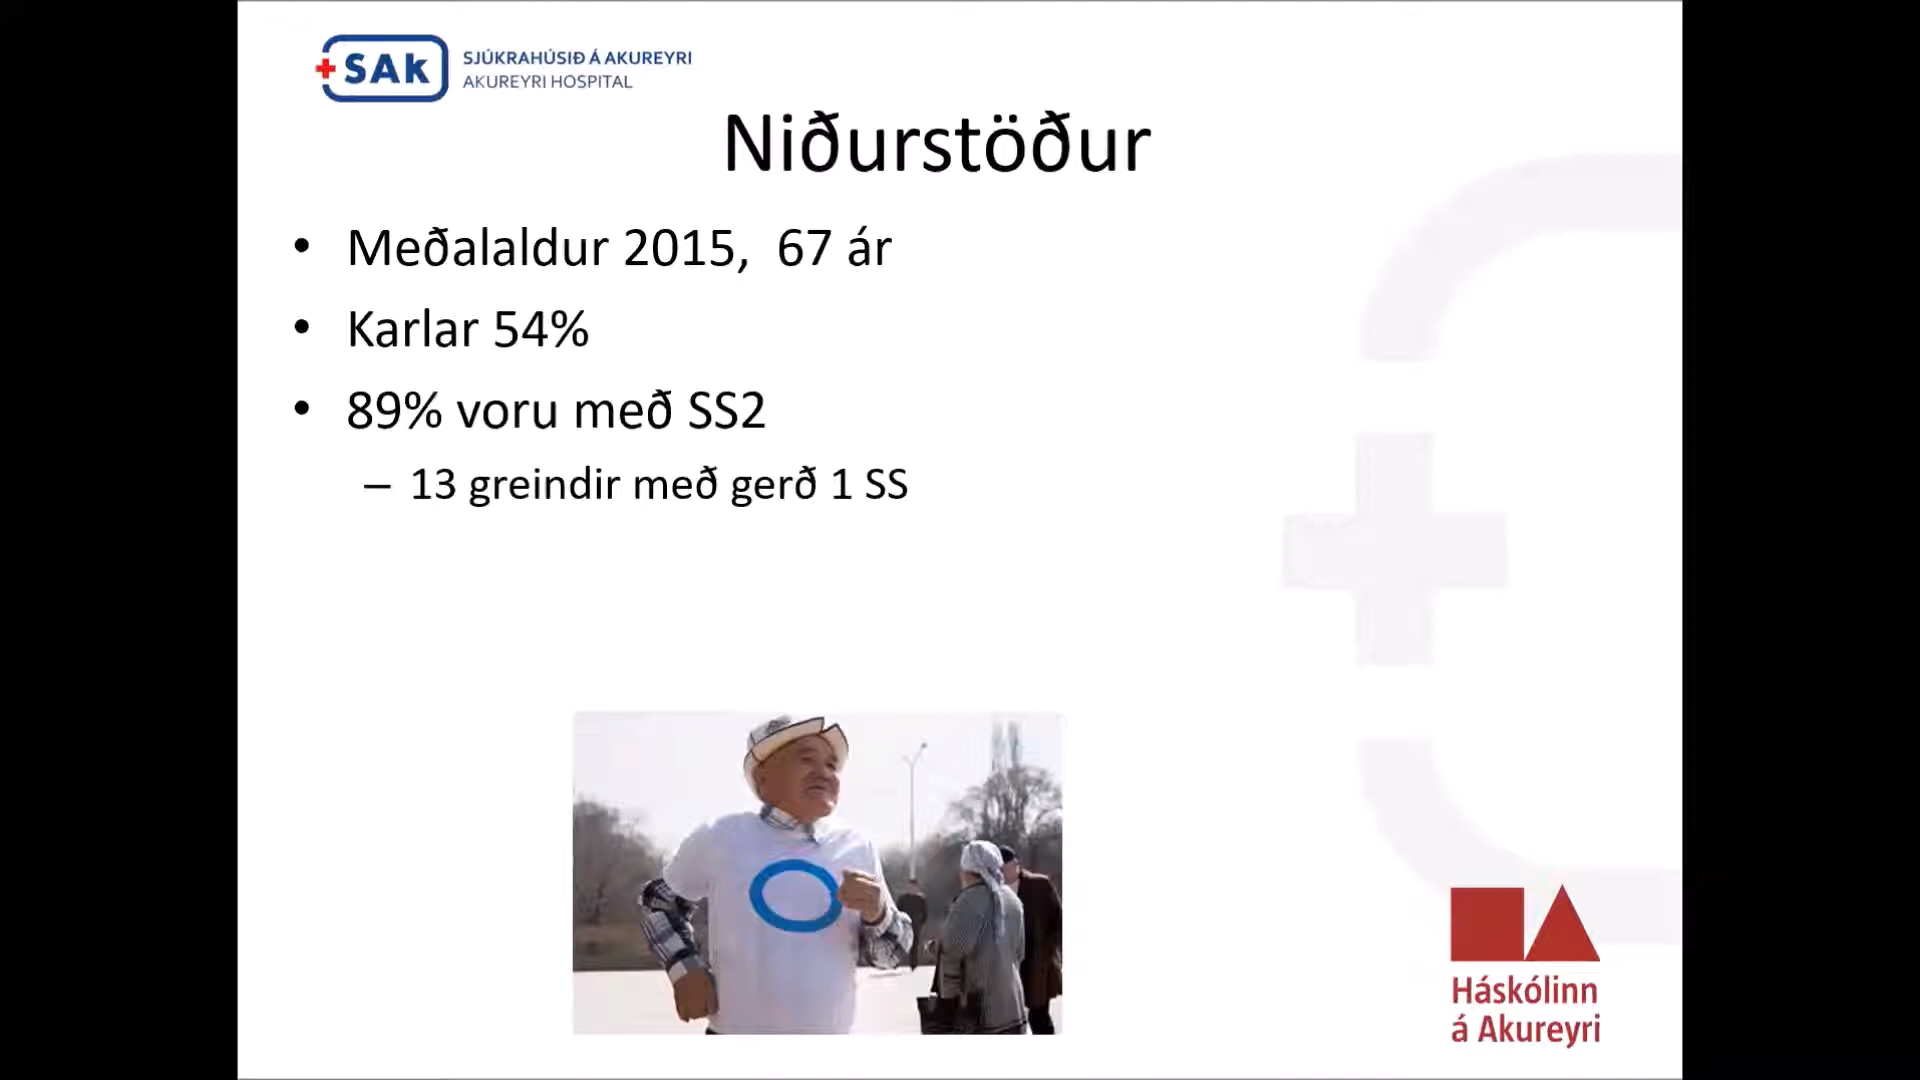 SAk
SJÚKRAHÚSIÐ Á AKUREYRI
AKUREYRI HOSPITAL
Niðurstöður
• Meðalaldur 2015, 67 ár
• Karlar 54%
• 89% voru með SS2
– 13 greindir með gerð 1 SS
Háskólinn
á Akureyri